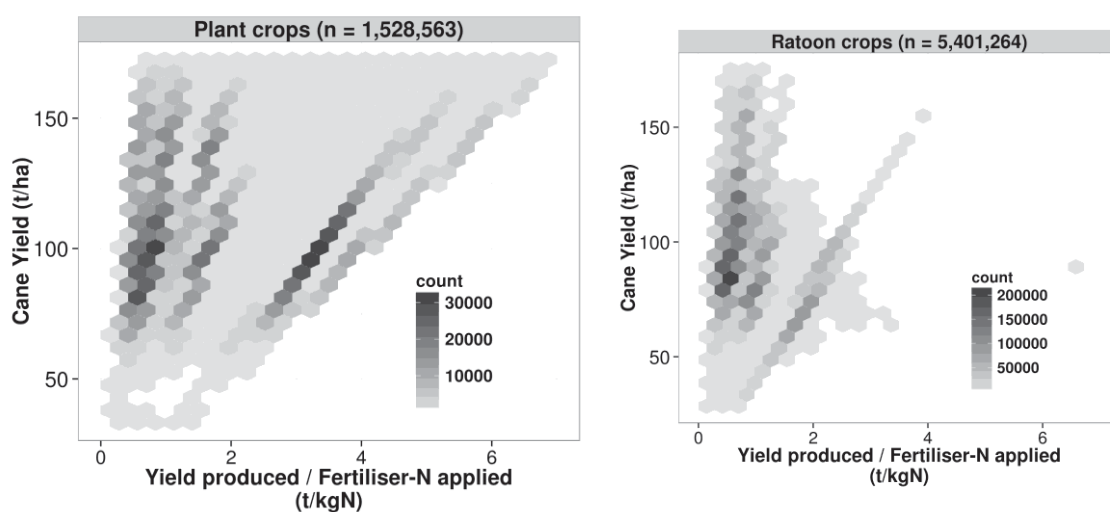 Plant crops (n = 1,528,563)
Cane Yield (t/ha)
150
100
50
count
30000
20000
10000
0 2 4 6
Yield produced / Fertiliser-N applied
(t/kgN)
Ratoon crops (n = 5,401,264)
Cane Yield (t/ha)
150
100
50
count
200000
150000
100000
50000
0 2 4 6
Yield produced / Fertiliser-N applied
(t/kgN)